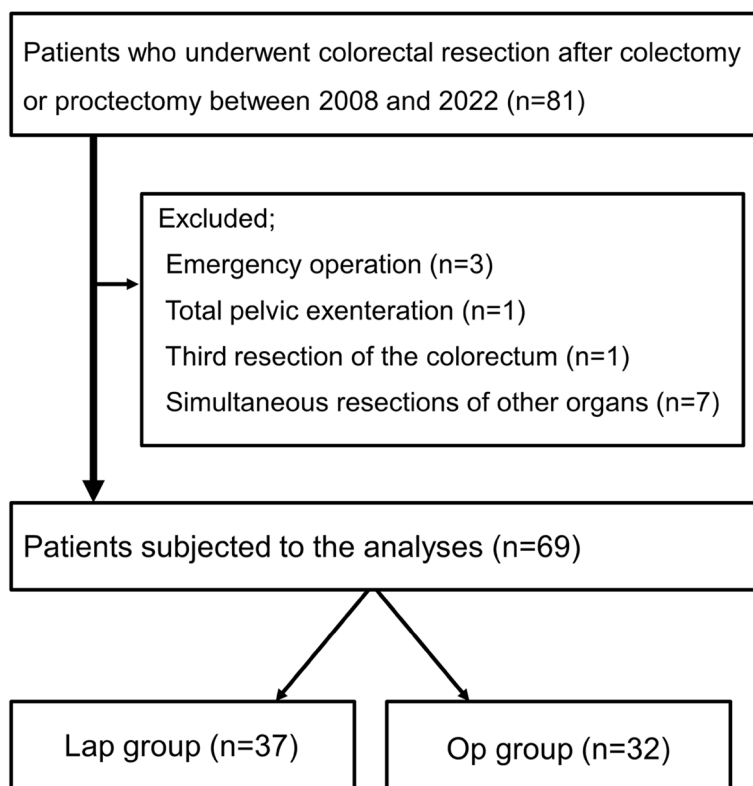 Patients who underwent colorectal resection after colectomy
or proctectomy between 2008 and 2022 (n=81)
Excluded;
Emergency operation (n=3)
Total pelvic exenteration (n=1)
Third resection of the colorectum (n=1)
Simultaneous resections of other organs (n=7)
Patients subjected to the analyses (n=69)
Lap group (n=37)
Op group (n=32)